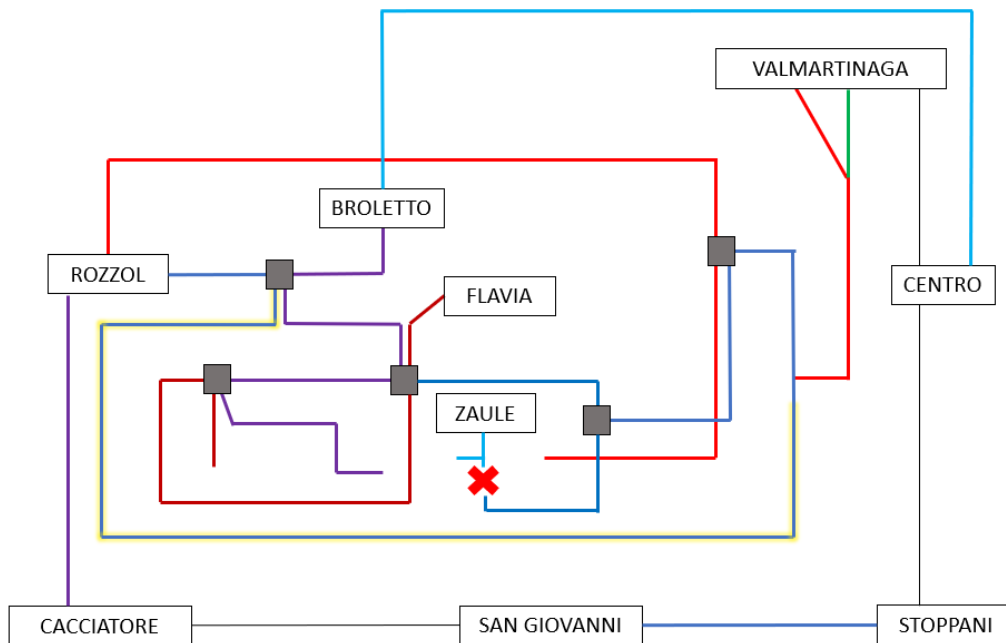 VALMARTINAGA
BROLETTO
ROZZOL
FLAVIA
CENTRO
ZAULE
CACCIATORE
SAN GIOVANNI
STOPPANI